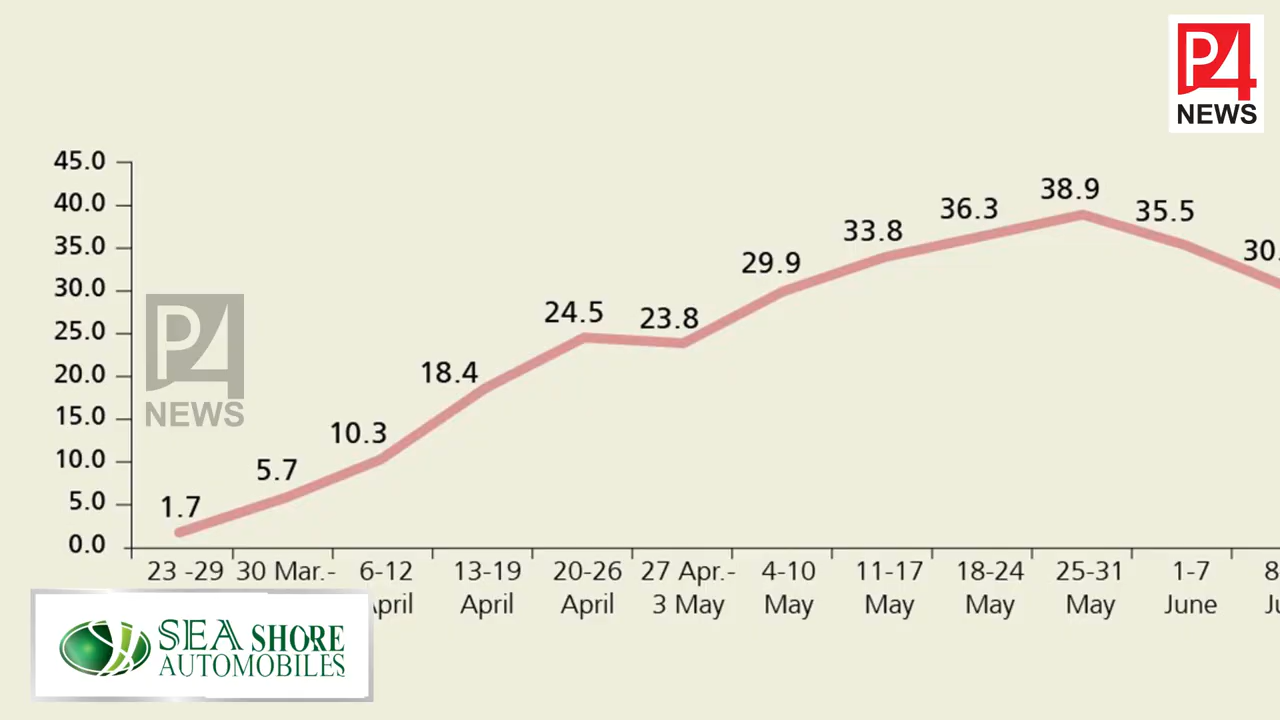 P4
NEWS
45.0
40.0
35.0
30.0
25.0
20.0
15.0
10.0
5.0
0.0
1.7
5.7
10.3
18.4
24.5
23.8
29.9
33.8
36.3
38.9
35.5
30.
P4
NEWS
23 -29 30 Mar.- 6-12 13-19 20-26 27 Apr.- 4-10 11-17 18-24 25-31 1-7 8
April April April 3 May May May May May June
SEA SHORE
AUTOMOBILES